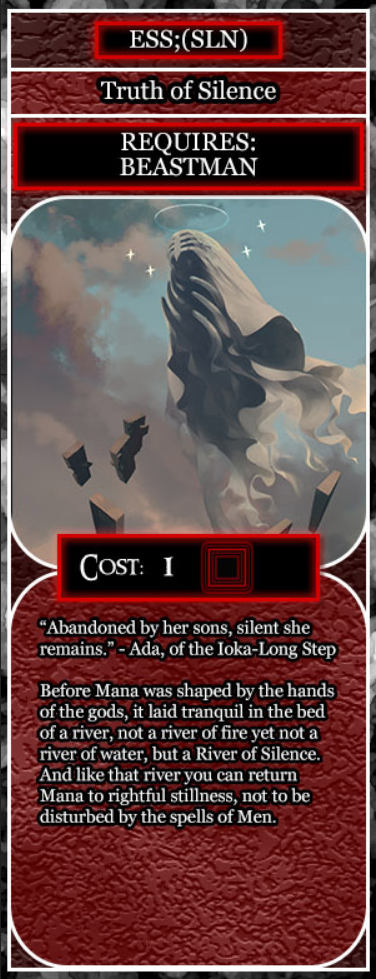 ESS;(SLN)
Truth of Silence
REQUIRES:
BEASTMAN
Cost: 1
“Abandoned by her sons, silent she
remains.” - Ada, of the Ioka-Long Step
Before Mana was shaped by the hands
of the gods, it laid tranquil in the bed
of a river, not a river of fire yet not a
river of water, but a River of Silence.
And like that river you can return
Mana to rightful stillness, not to be
disturbed by the spells of Men.